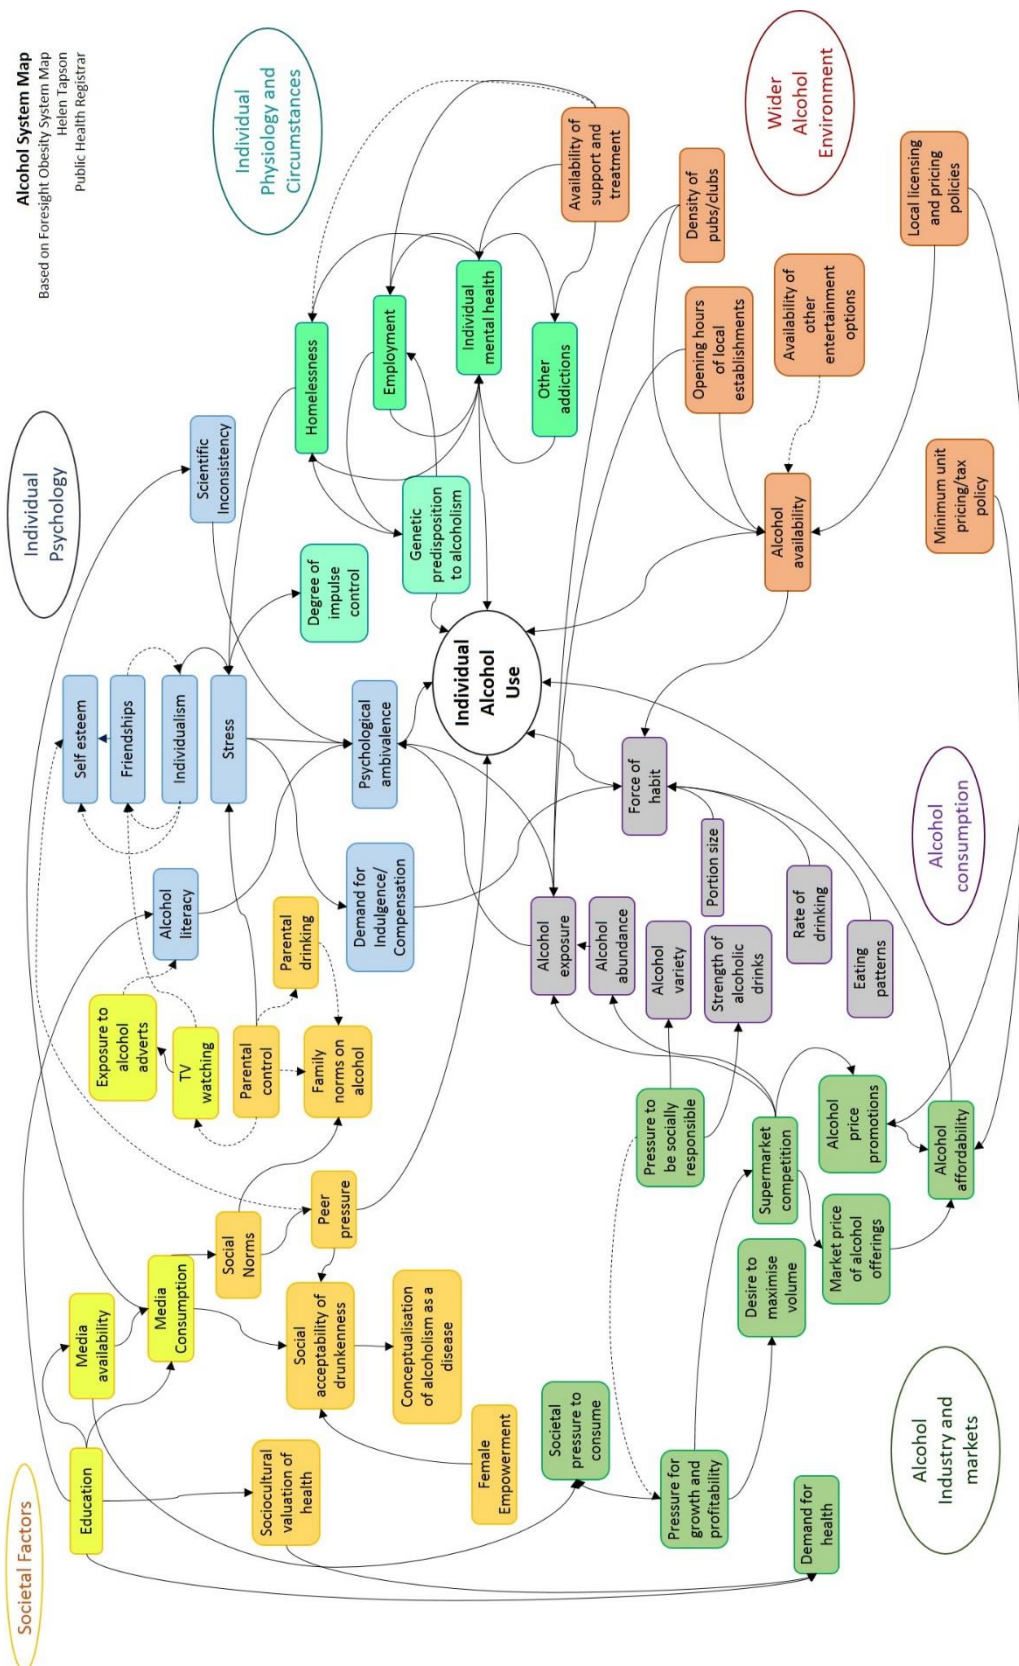 Alcohol System Map
Based on Foresight Obesity System Map
Helen Tapson
Public Health Registrar
Societal Factors
Individual
Psychology
Individual
Physiology and
Circumstances
Education
Media
availability
Media
Consumption
Sociocultural
valuation of
health
Social
Norms
Social
acceptability of
drunkenness
Peer
pressure
Conceptualisation
of alcoholism as a
disease
Female
Empowerment
Exposure to
alcohol
adverts
TV
watching
Parental
control
Family
norms on
alcohol
Parental
drinking
Alcohol
literacy
Self esteem
Friendships
Individualism
Stress
Scientific
Inconsistency
Psychological
ambivalence
Demand for
Indulgence/
Compensation
Degree of
impulse
control
Homelessness
Employment
Genetic
predisposition
to alcoholism
Individual
mental health
Other
addictions
Availability of
support and
treatment
Individual
Alcohol
Use
Societal
pressure to
consume
Pressure for
growth and
profitability
Desire to
maximise
volume
Demand for
health
Pressure to
be socially
responsible
Supermarket
competition
Market price
of alcohol
offerings
Alcohol
price
promotions
Alcohol
affordability
Alcohol
exposure
Alcohol
abundance
Alcohol
variety
Strength of
alcoholic
drinks
Force of
habit
Portion size
Rate of
drinking
Eating
patterns
Alcohol
availability
Opening hours
of local
establishments
Density of
pubs/clubs
Availability of
other
entertainment
options
Local licensing
and pricing
policies
Minimum unit
pricing/tax
policy
Alcohol
Industry and
markets
Alcohol
consumption
Wider
Alcohol
Environment